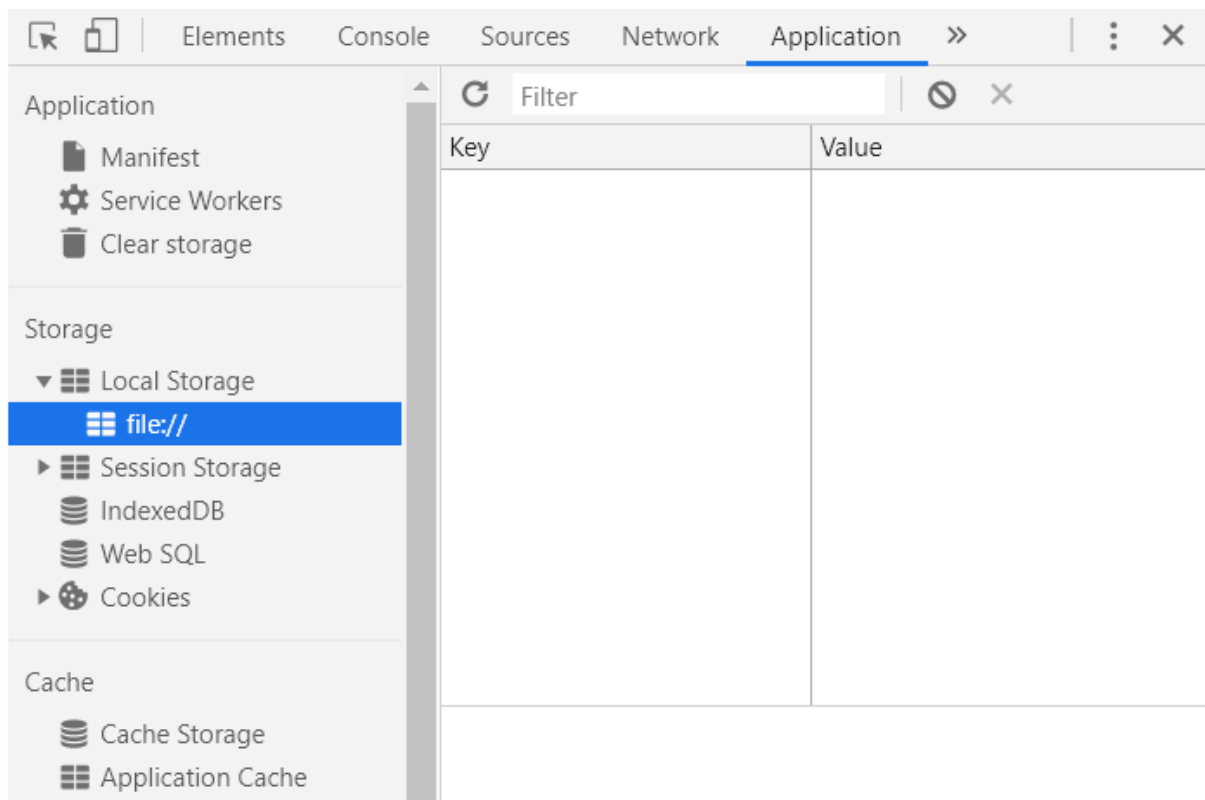 Elements Console Sources Network Application »
Application
Manifest
Service Workers
Clear storage
Storage
Local Storage
file://
Session Storage
IndexedDB
Web SQL
Cookies
Cache
Cache Storage
Application Cache
Filter
Key Value